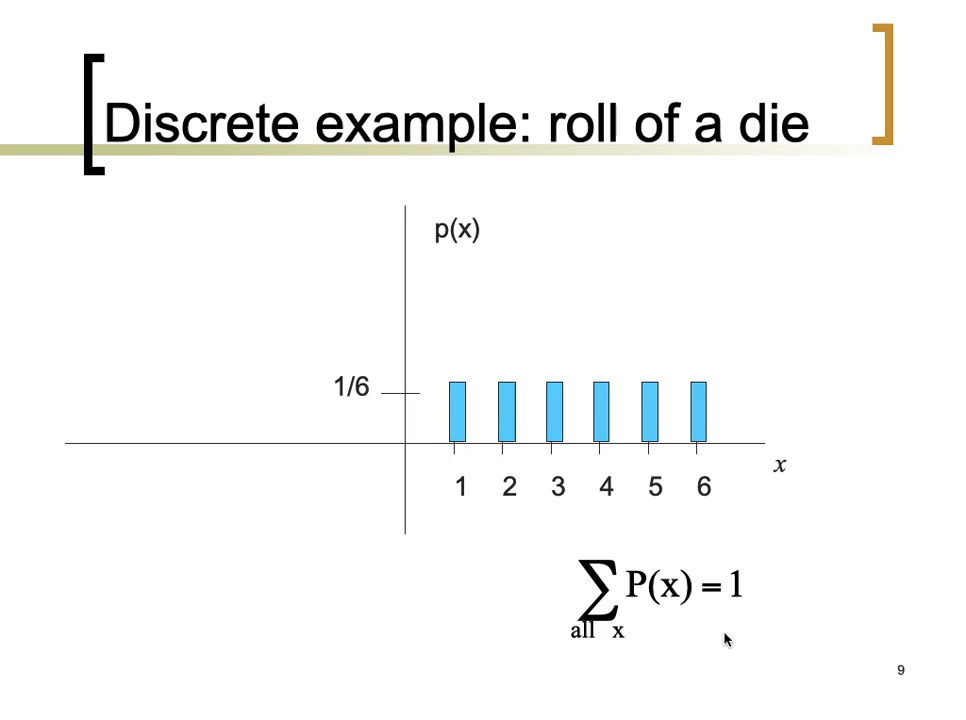 Discrete example: roll of a die
p(x)
1/6
x
1 2 3 4 5 6
∑ P(x) = 1
all x
9